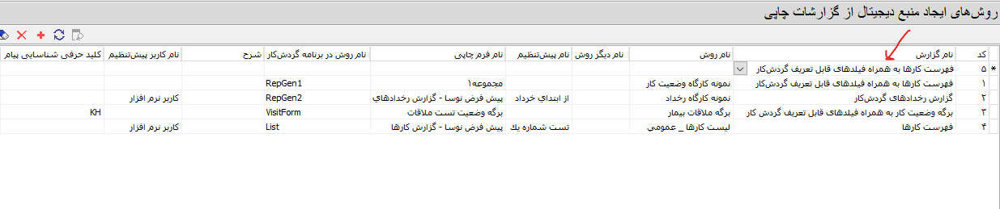 روش‌های ایجاد منبع دیجیتال از گزارشات چاپی
کد نام گزارش نام روش نام دیگر روش نام پیش‌تنظیم نام فرم چاپی نام روش در برنامه گردش‌کار شرح نام کاربر پیش‌تنظیم کلید حرفی شناسایی پیام
* ۵ فهرست کارها به همراه فیلدهای قابل تعریف گردش‌کار
۱ فهرست کارها به همراه فیلدهای قابل تعریف گردش‌کار نمونه کارگاه وضعیت کار مجموعه۱ RepGen1
۲ گزارش رخدادهای گردش‌کار نمونه کارگاه رخداد از ابتداي خرداد پیش فرض نوسا - گزارش رخدادهاي RepGen2 کاربر نرم افزار
۳ برگه وضعیت کار به همراه فیلدهای قابل تعریف گردش کار برگه ملاقات بیمار برگه وضعیت تست ملاقات VisitForm KH
۴ فهرست کارها لیست کارها _ عمومي تست شماره يك پیش فرض نوسا - گزارش کارها List کاربر نرم افزار